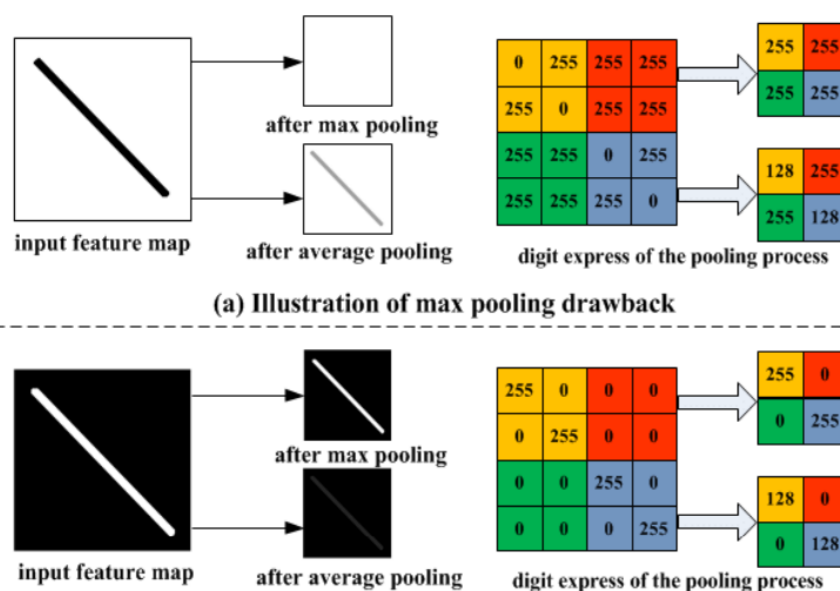 after max pooling
input feature map
after average pooling
0 255 255 255
255 0 255 255
255 255 0 255
255 255 255 0
255 255
255 255
128 255
255 128
digit express of the pooling process
(a) Illustration of max pooling drawback
after max pooling
input feature map
after average pooling
255 0 0 0
0 255 0 0
0 0 255 0
0 0 0 255
255 0
0 255
128 0
0 128
digit express of the pooling process